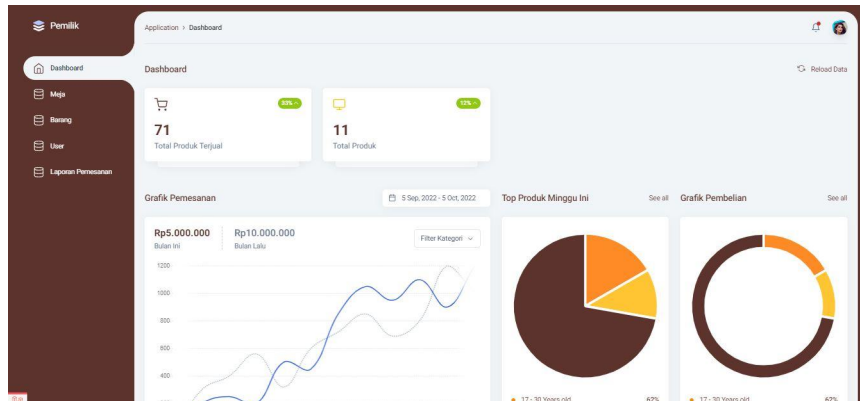 Pemilik
Application > Dashboard
Dashboard
Meja
Barang
User
Laporan Pemesanan
Dashboard
Reload Data
33%
71
Total Produk Terjual
12%
11
Total Produk
Grafik Pemesanan
5 Sep, 2022 - 5 Oct, 2022
Top Produk Minggu Ini
See all
Grafik Pembelian
See all
Rp5.000.000
Bulan Ini
Rp10.000.000
Bulan Lalu
Filter Kategori
1200
1000
800
600
400
17 - 30 Years old
62%
17 - 30 Years old
62%